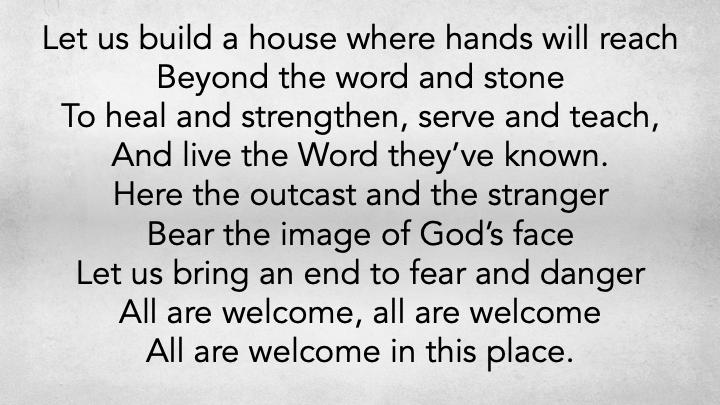 Let us build a house where hands will reach
Beyond the word and stone
To heal and strengthen, serve and teach,
And live the Word they’ve known.
Here the outcast and the stranger
Bear the image of God’s face
Let us bring an end to fear and danger
All are welcome, all are welcome
All are welcome in this place.